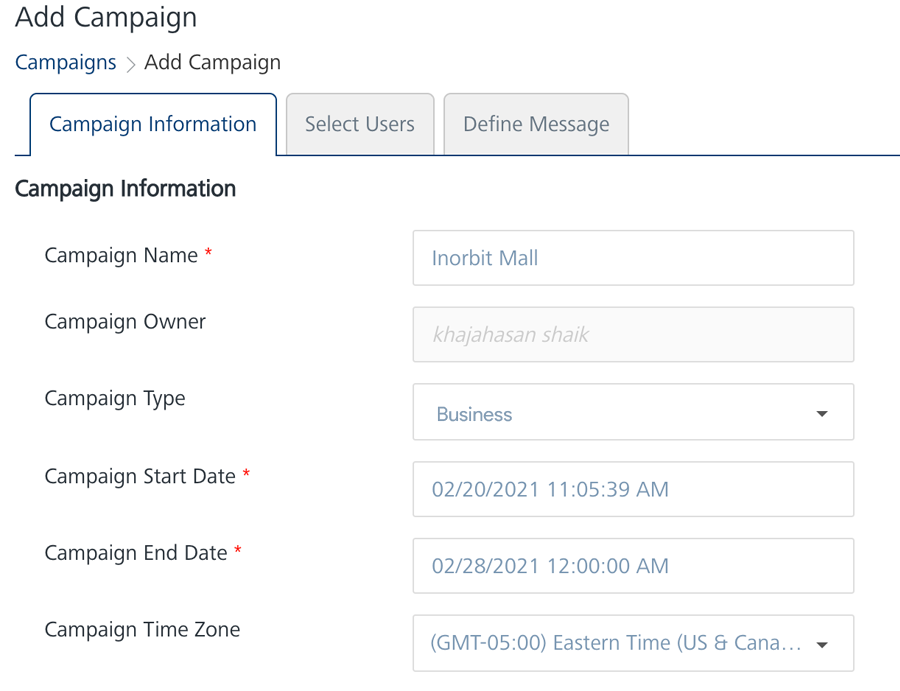 Add Campaign
Campaigns > Add Campaign
Campaign Information Select Users Define Message
Campaign Information
Campaign Name * Inorbit Mall
Campaign Owner khajahasan shaik
Campaign Type Business
Campaign Start Date * 02/20/2021 11:05:39 AM
Campaign End Date * 02/28/2021 12:00:00 AM
Campaign Time Zone (GMT-05:00) Eastern Time (US & Cana...